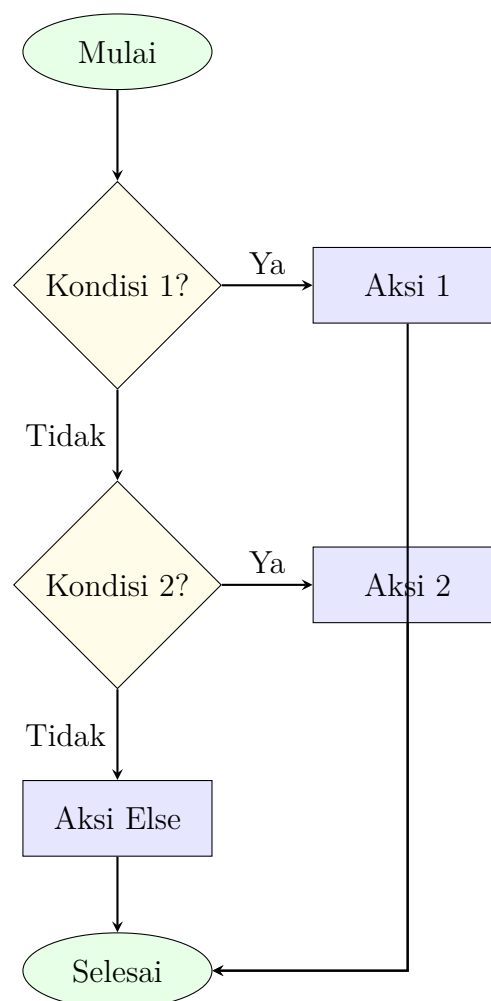 Mulai
Kondisi 1?
Ya
Aksi 1
Tidak
Kondisi 2?
Ya
Aksi 2
Tidak
Aksi Else
Selesai